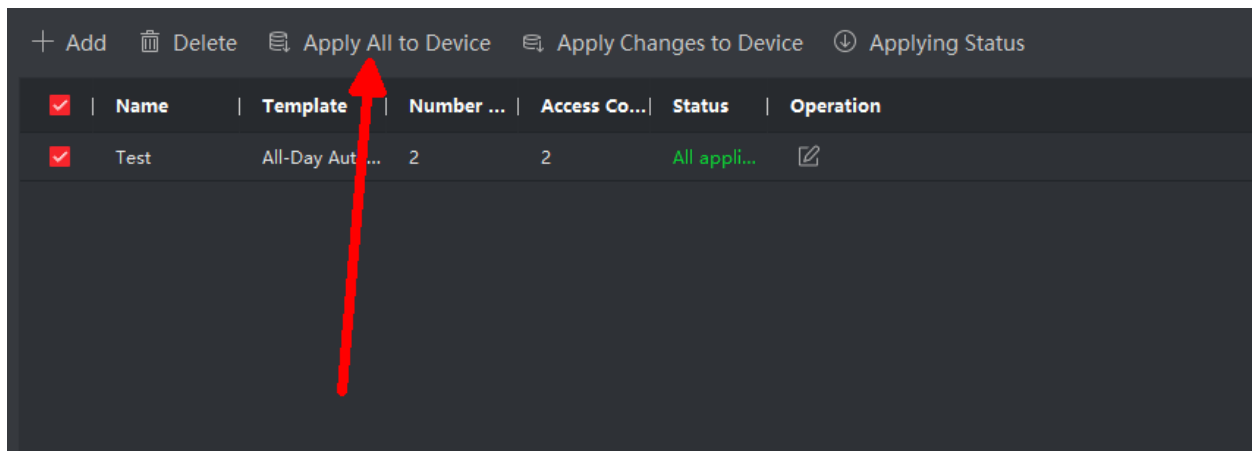 Add Delete Apply All to Device Apply Changes to Device Applying Status
Name Template Number ... Access Co... Status Operation
Test All-Day Aut... 2 2 All appli...